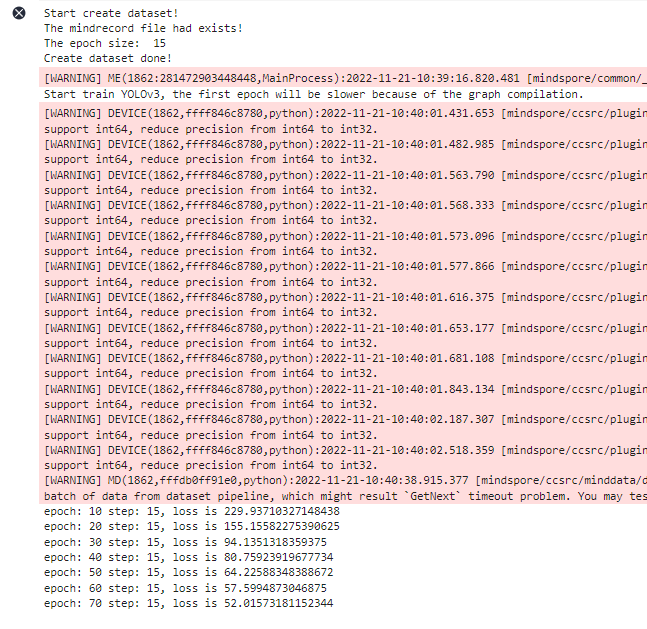 Start create dataset!
The mindrecord file had exists!
The epoch size:  15
Create dataset done!
[WARNING] ME(1862:281472903448448,MainProcess):2022-11-21-10:39:16.820.481 [mindspore/common/_
Start train YOLOv3, the first epoch will be slower because of the graph compilation.
[WARNING] DEVICE(1862,ffff846c8780,python):2022-11-21-10:40:01.431.653 [mindspore/ccsrc/plugin
support int64, reduce precision from int64 to int32.
[WARNING] DEVICE(1862,ffff846c8780,python):2022-11-21-10:40:01.482.985 [mindspore/ccsrc/plugin
support int64, reduce precision from int64 to int32.
[WARNING] DEVICE(1862,ffff846c8780,python):2022-11-21-10:40:01.563.790 [mindspore/ccsrc/plugin
support int64, reduce precision from int64 to int32.
[WARNING] DEVICE(1862,ffff846c8780,python):2022-11-21-10:40:01.568.333 [mindspore/ccsrc/plugin
support int64, reduce precision from int64 to int32.
[WARNING] DEVICE(1862,ffff846c8780,python):2022-11-21-10:40:01.573.096 [mindspore/ccsrc/plugin
support int64, reduce precision from int64 to int32.
[WARNING] DEVICE(1862,ffff846c8780,python):2022-11-21-10:40:01.577.866 [mindspore/ccsrc/plugin
support int64, reduce precision from int64 to int32.
[WARNING] DEVICE(1862,ffff846c8780,python):2022-11-21-10:40:01.616.375 [mindspore/ccsrc/plugin
support int64, reduce precision from int64 to int32.
[WARNING] DEVICE(1862,ffff846c8780,python):2022-11-21-10:40:01.653.177 [mindspore/ccsrc/plugin
support int64, reduce precision from int64 to int32.
[WARNING] DEVICE(1862,ffff846c8780,python):2022-11-21-10:40:01.681.108 [mindspore/ccsrc/plugin
support int64, reduce precision from int64 to int32.
[WARNING] DEVICE(1862,ffff846c8780,python):2022-11-21-10:40:01.843.134 [mindspore/ccsrc/plugin
support int64, reduce precision from int64 to int32.
[WARNING] DEVICE(1862,ffff846c8780,python):2022-11-21-10:40:02.187.307 [mindspore/ccsrc/plugin
support int64, reduce precision from int64 to int32.
[WARNING] DEVICE(1862,ffff846c8780,python):2022-11-21-10:40:02.518.359 [mindspore/ccsrc/plugin
support int64, reduce precision from int64 to int32.
[WARNING] MD(1862,fffdb0ff91e0,python):2022-11-21-10:40:38.915.377 [mindspore/ccsrc/minddata/d
batch of data from dataset pipeline, which might result `GetNext` timeout problem. You may tes
epoch: 10 step: 15, loss is 229.93710327148438
epoch: 20 step: 15, loss is 155.15582275390625
epoch: 30 step: 15, loss is 94.1351318359375
epoch: 40 step: 15, loss is 80.75923919677734
epoch: 50 step: 15, loss is 64.22588348388672
epoch: 60 step: 15, loss is 57.5994873046875
epoch: 70 step: 15, loss is 52.01573181152344